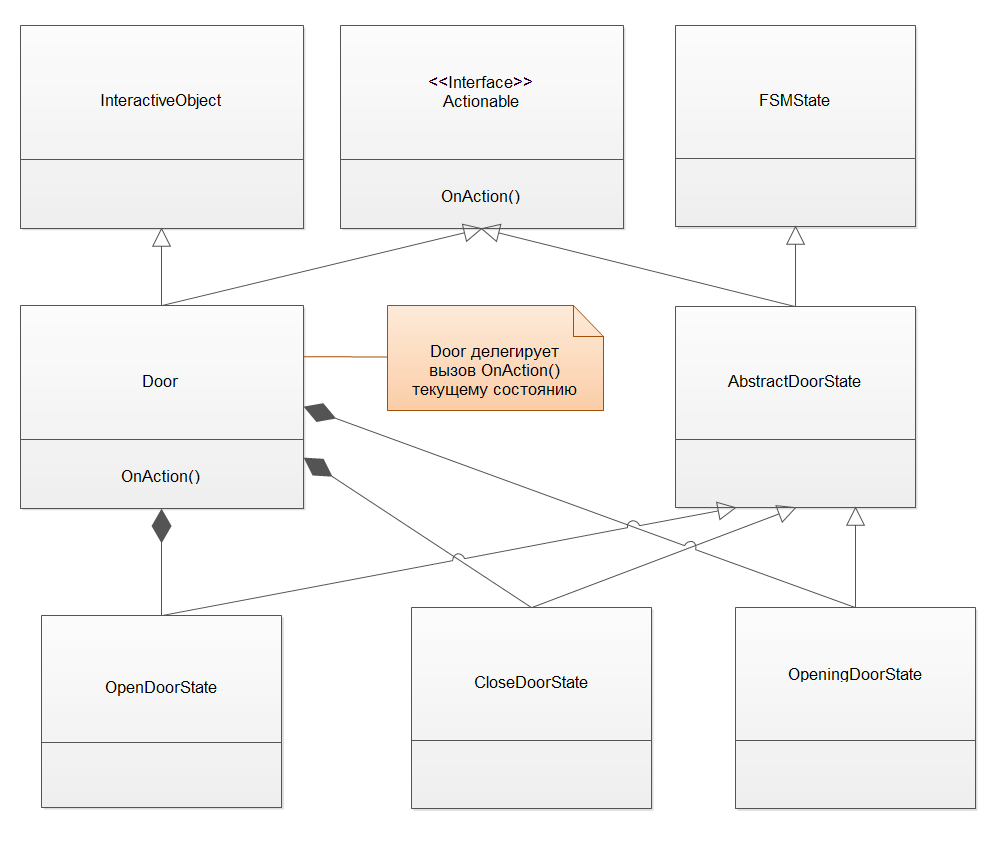 InteractiveObject
<<Interface>>
Actionable
FSMState
OnAction()
Door
Door делегирует
вызов OnAction()
текущему состоянию
AbstractDoorState
OnAction()
OpenDoorState
CloseDoorState
OpeningDoorState